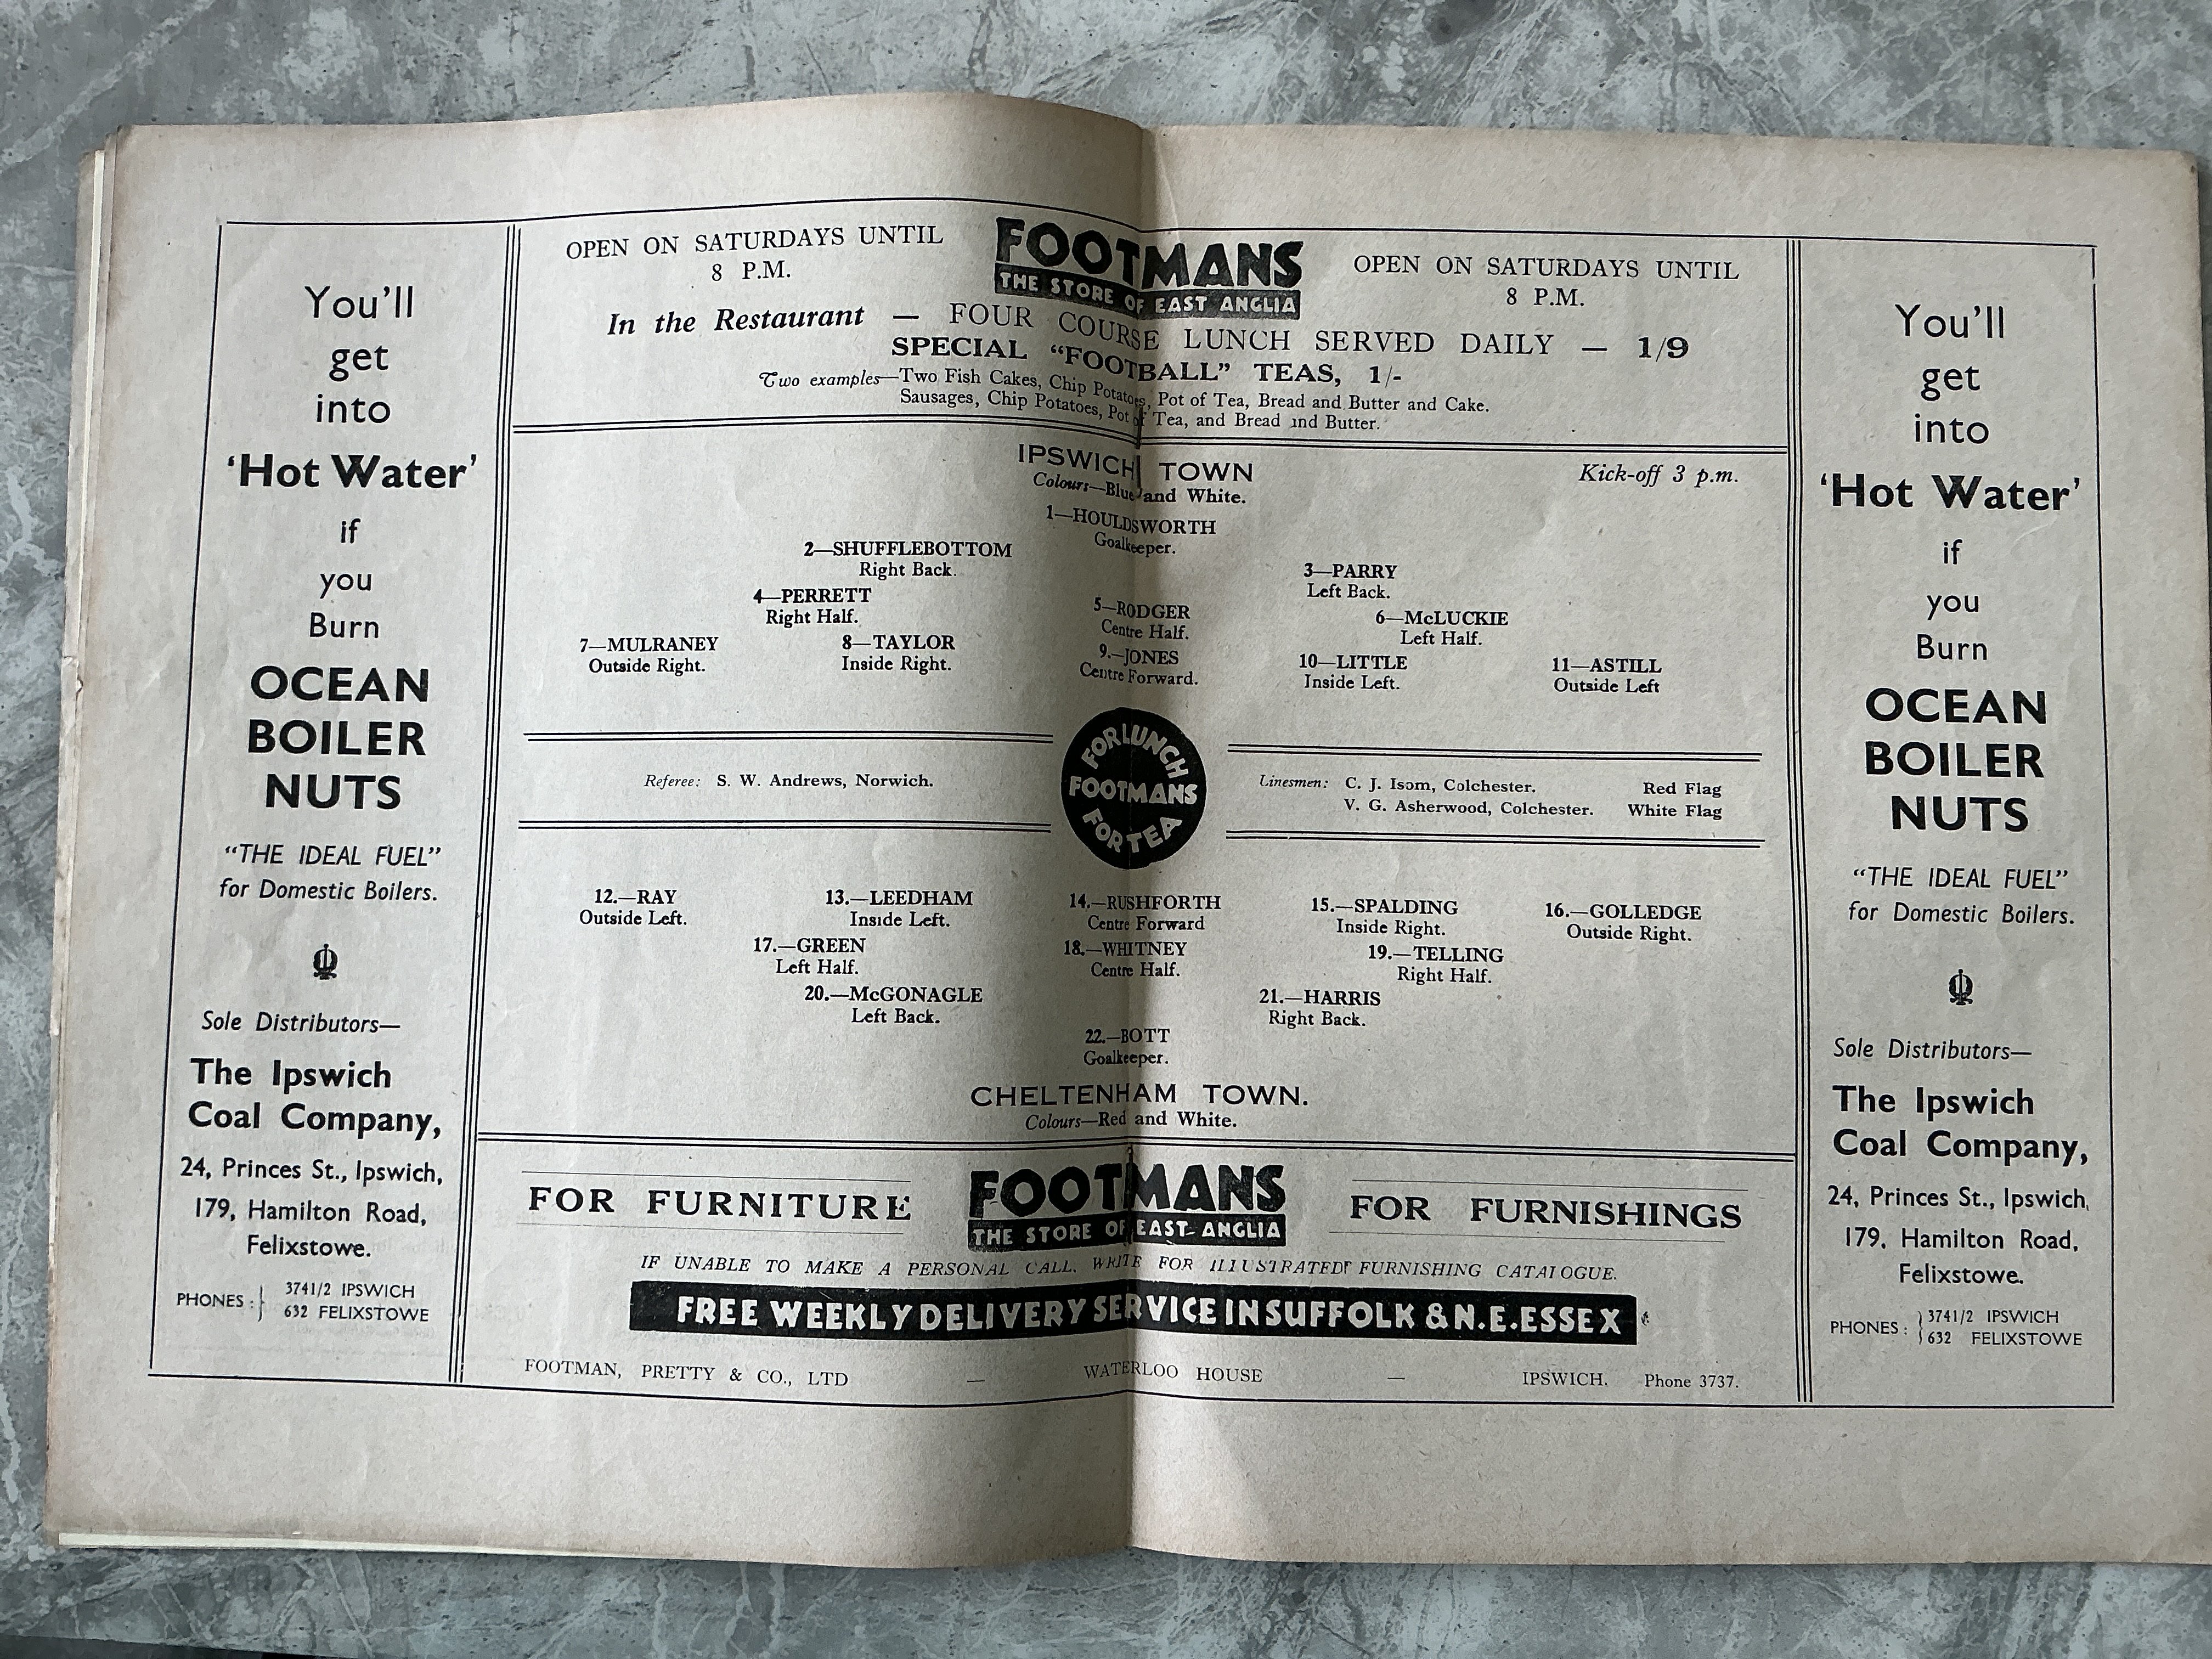 You'll
get
into
'Hot Water'
if
you
Burn
OCEAN
BOILER
NUTS
"THE IDEAL FUEL"
for Domestic Boilers.
Sole Distributors—
The Ipswich
Coal Company,
24, Princes St., Ipswich,
179, Hamilton Road,
Felixstowe.
PHONES : 3741/2 IPSWICH
632 FELIXSTOWE
OPEN ON SATURDAYS UNTIL
8 P.M.
FOOTMANS
THE STORE OF EAST ANGLIA
OPEN ON SATURDAYS UNTIL
8 P.M.
In the Restaurant — FOUR COURSE LUNCH SERVED DAILY — 1/9
SPECIAL "FOOTBALL" TEAS, 1/-
Two examples—Two Fish Cakes, Chip Potatoes, Pot of Tea, Bread and Butter and Cake.
Sausages, Chip Potatoes, Pot of Tea, and Bread and Butter.
IPSWICH TOWN
Kick-off 3 p.m.
Colours—Blue and White.
1—HOULDSWORTH
Goalkeeper.
2—SHUFFLEBOTTOM
Right Back.
3—PARRY
Left Back.
4—PERRETT
Right Half.
5—RODGER
Centre Half.
6—McLUCKIE
Left Half.
7—MULRANEY
Outside Right.
8—TAYLOR
Inside Right.
9.—JONES
Centre Forward.
10—LITTLE
Inside Left.
11—ASTILL
Outside Left
Referee: S. W. Andrews, Norwich.
FOR LUNCH
FOOTMANS
FOR TEA
Linesmen: C. J. Isom, Colchester. Red Flag
V. G. Asherwood, Colchester. White Flag
12.—RAY
Outside Left.
13.—LEEDHAM
Inside Left.
14.—RUSHFORTH
Centre Forward
15.—SPALDING
Inside Right.
16.—GOLLEDGE
Outside Right.
17.—GREEN
Left Half.
18.—WHITNEY
Centre Half.
19.—TELLING
Right Half.
20.—McGONAGLE
Left Back.
21.—HARRIS
Right Back.
22.—BOTT
Goalkeeper.
CHELTENHAM TOWN.
Colours—Red and White.
FOR FURNITURE
FOOTMANS
THE STORE OF EAST ANGLIA
FOR FURNISHINGS
IF UNABLE TO MAKE A PERSONAL CALL, WRITE FOR ILLUSTRATED FURNISHING CATALOGUE.
FREE WEEKLY DELIVERY SERVICE IN SUFFOLK & N.E. ESSEX
FOOTMAN, PRETTY & CO., LTD — WATERLOO HOUSE — IPSWICH. Phone 3737.
You'll
get
into
'Hot Water'
if
you
Burn
OCEAN
BOILER
NUTS
"THE IDEAL FUEL"
for Domestic Boilers.
Sole Distributors—
The Ipswich
Coal Company,
24, Princes St., Ipswich,
179, Hamilton Road,
Felixstowe.
PHONES : 3741/2 IPSWICH
632 FELIXSTOWE